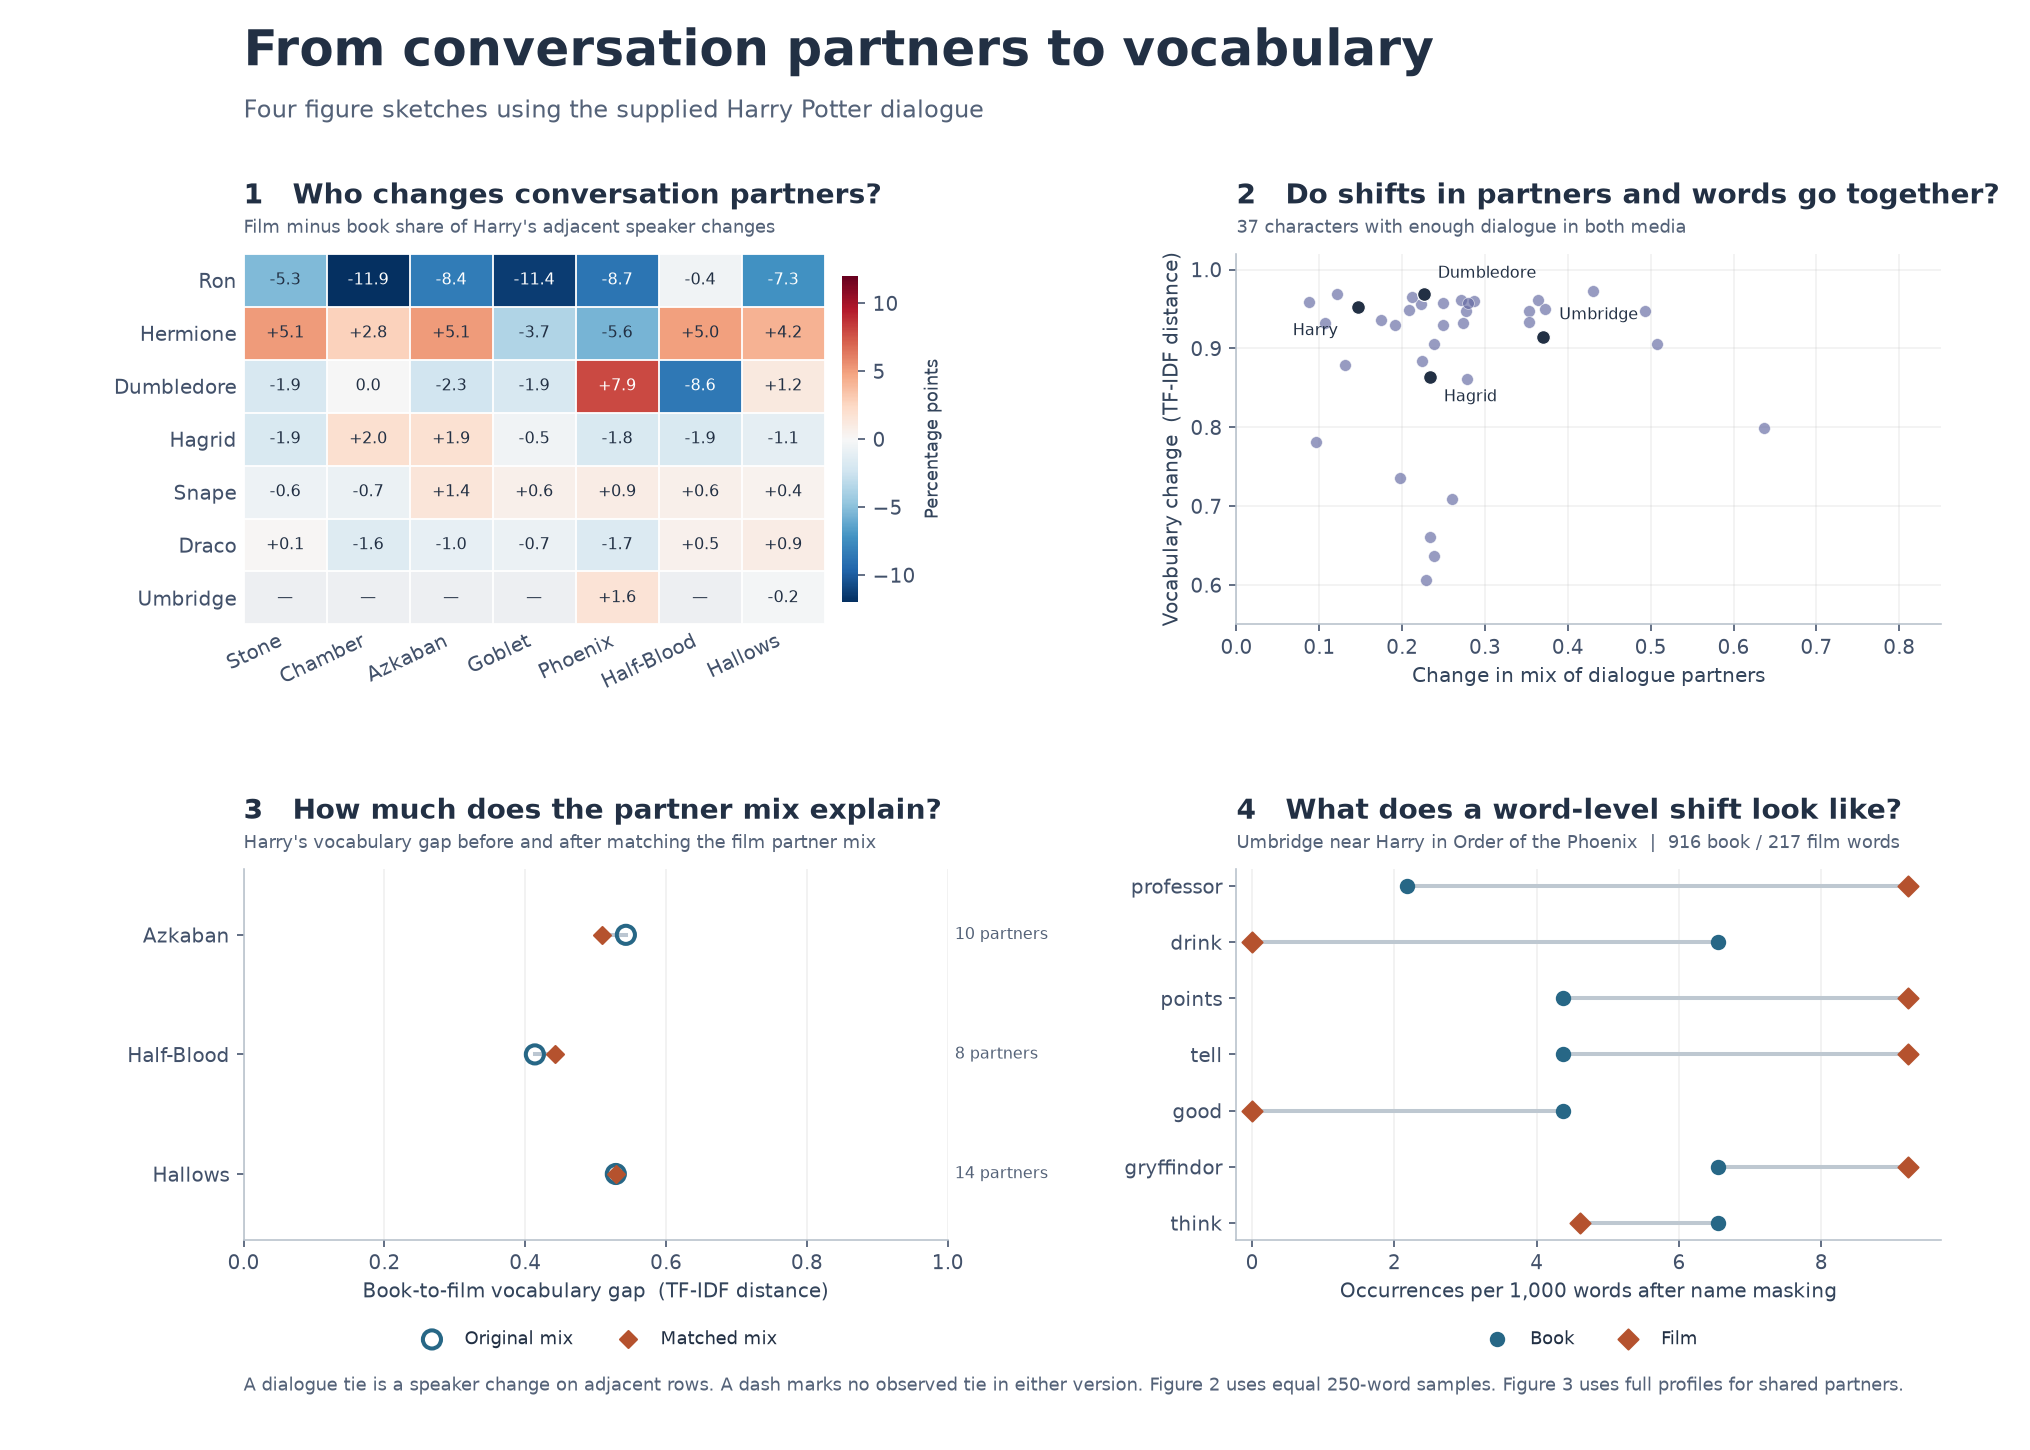 From conversation partners to vocabulary
Four figure sketches using the supplied Harry Potter dialogue
1 Who changes conversation partners?
Film minus book share of Harry's adjacent speaker changes
Ron -5.3 -11.9 -8.4 -11.4 -8.7 -0.4 -7.3
Hermione +5.1 +2.8 +5.1 -3.7 -5.6 +5.0 +4.2
Dumbledore -1.9 0.0 -2.3 -1.9 +7.9 -8.6 +1.2
Hagrid -1.9 +2.0 +1.9 -0.5 -1.8 -1.9 -1.1
Snape -0.6 -0.7 +1.4 +0.6 +0.9 +0.6 +0.4
Draco +0.1 -1.6 -1.0 -0.7 -1.7 +0.5 +0.9
Umbridge — — — — +1.6 — -0.2
Stone Chamber Azkaban Goblet Phoenix Half-Blood Hallows
10
5
0
−5
−10
Percentage points
2 Do shifts in partners and words go together?
37 characters with enough dialogue in both media
Vocabulary change (TF-IDF distance)
1.0
0.9
0.8
0.7
0.6
Dumbledore
Umbridge
Harry
Hagrid
0.0 0.1 0.2 0.3 0.4 0.5 0.6 0.7 0.8
Change in mix of dialogue partners
3 How much does the partner mix explain?
Harry's vocabulary gap before and after matching the film partner mix
Azkaban 10 partners
Half-Blood 8 partners
Hallows 14 partners
0.0 0.2 0.4 0.6 0.8 1.0
Book-to-film vocabulary gap (TF-IDF distance)
Original mix Matched mix
4 What does a word-level shift look like?
Umbridge near Harry in Order of the Phoenix | 916 book / 217 film words
professor
drink
points
tell
good
gryffindor
think
0 2 4 6 8
Occurrences per 1,000 words after name masking
Book Film
A dialogue tie is a speaker change on adjacent rows. A dash marks no observed tie in either version. Figure 2 uses equal 250-word samples. Figure 3 uses full profiles for shared partners.